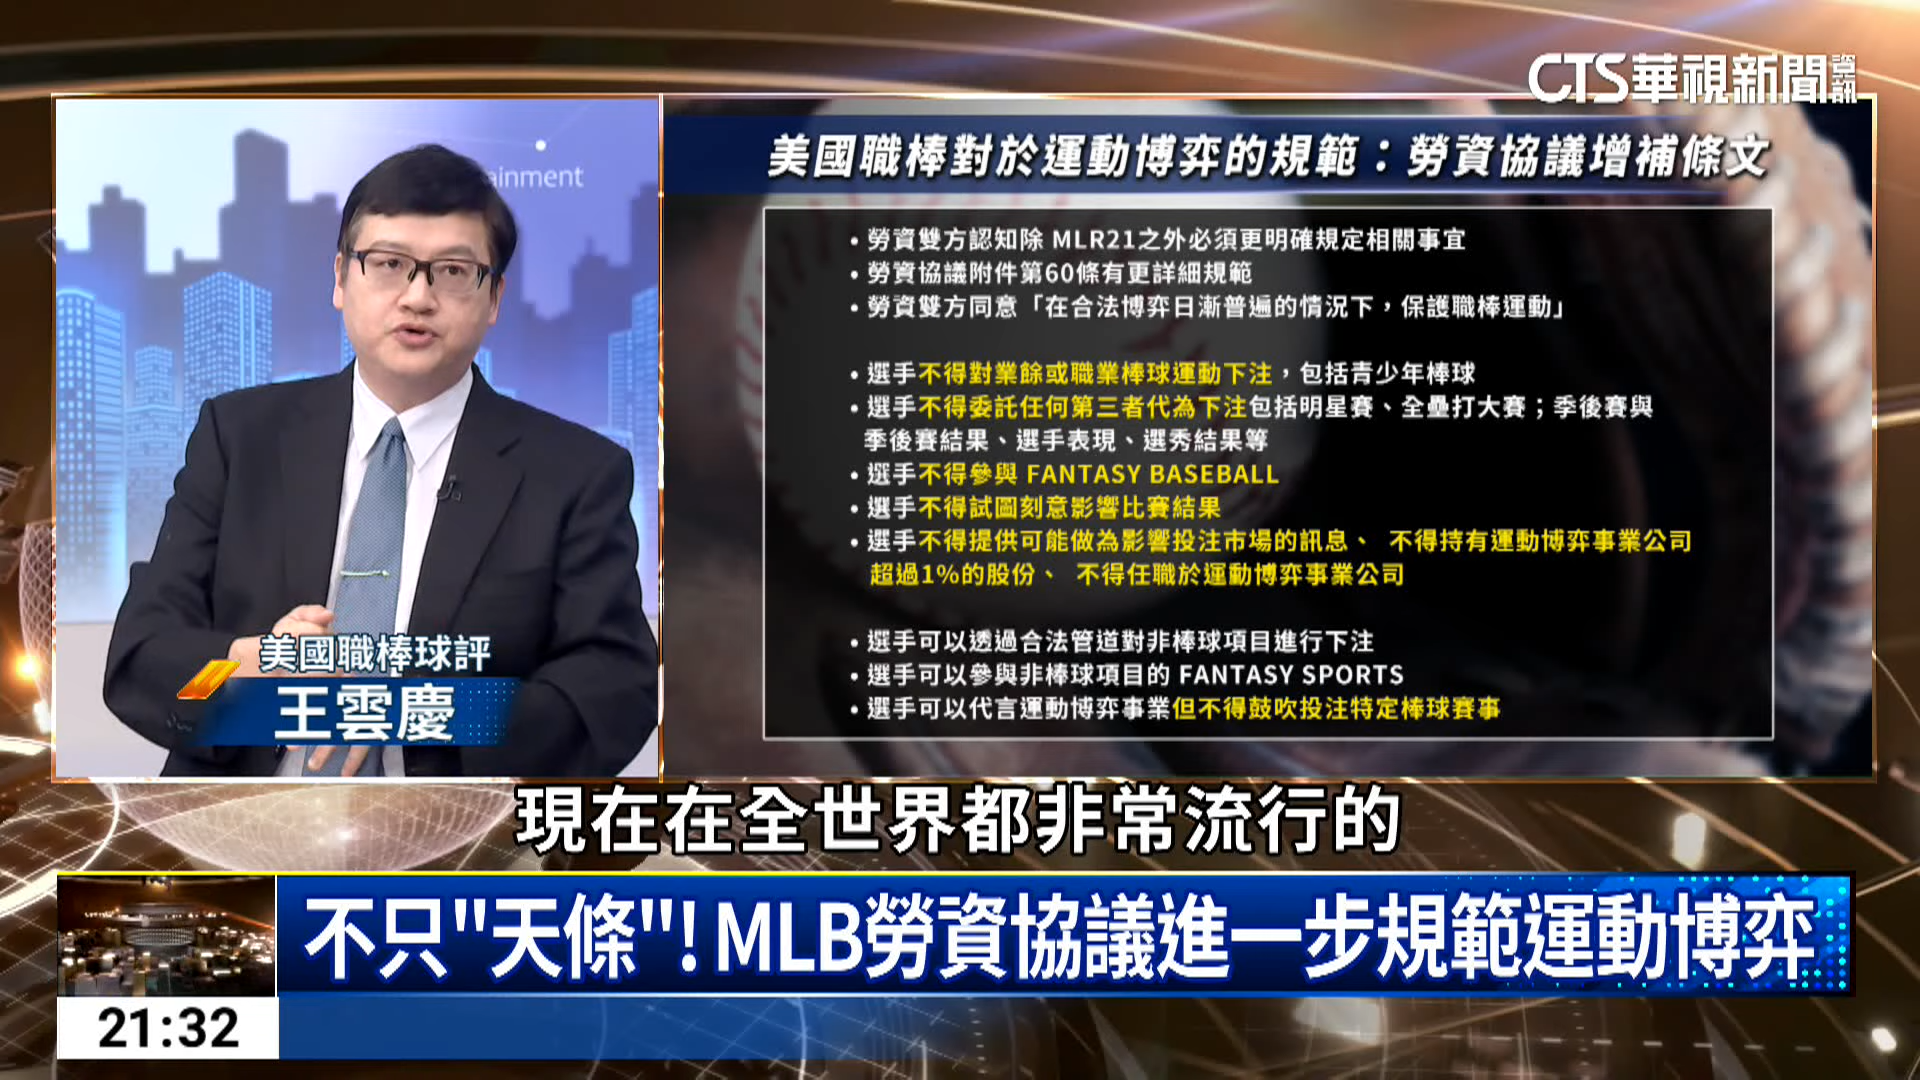 CTS華視新聞資訊
ainment
美國職棒對於運動博弈的規範：勞資協議增補條文
• 勞資雙方認知除 MLR21之外必須更明確規定相關事宜
• 勞資協議附件第60條有更詳細規範
• 勞資雙方同意「在合法博弈日漸普遍的情況下，保護職棒運動」
• 選手不得對業餘或職業棒球運動下注，包括青少年棒球
• 選手不得委託任何第三者代為下注包括明星賽、全壘打大賽；季後賽與
季後賽結果、選手表現、選秀結果等
• 選手不得參與 FANTASY BASEBALL
• 選手不得試圖刻意影響比賽結果
• 選手不得提供可能做為影響投注市場的訊息、 不得持有運動博弈事業公司
超過1%的股份、 不得任職於運動博弈事業公司
• 選手可以透過合法管道對非棒球項目進行下注
• 選手可以參與非棒球項目的 FANTASY SPORTS
• 選手可以代言運動博弈事業但不得鼓吹投注特定棒球賽事
美國職棒球評
王雲慶
現在在全世界都非常流行的
不只"天條"! MLB勞資協議進一步規範運動博弈
21:32